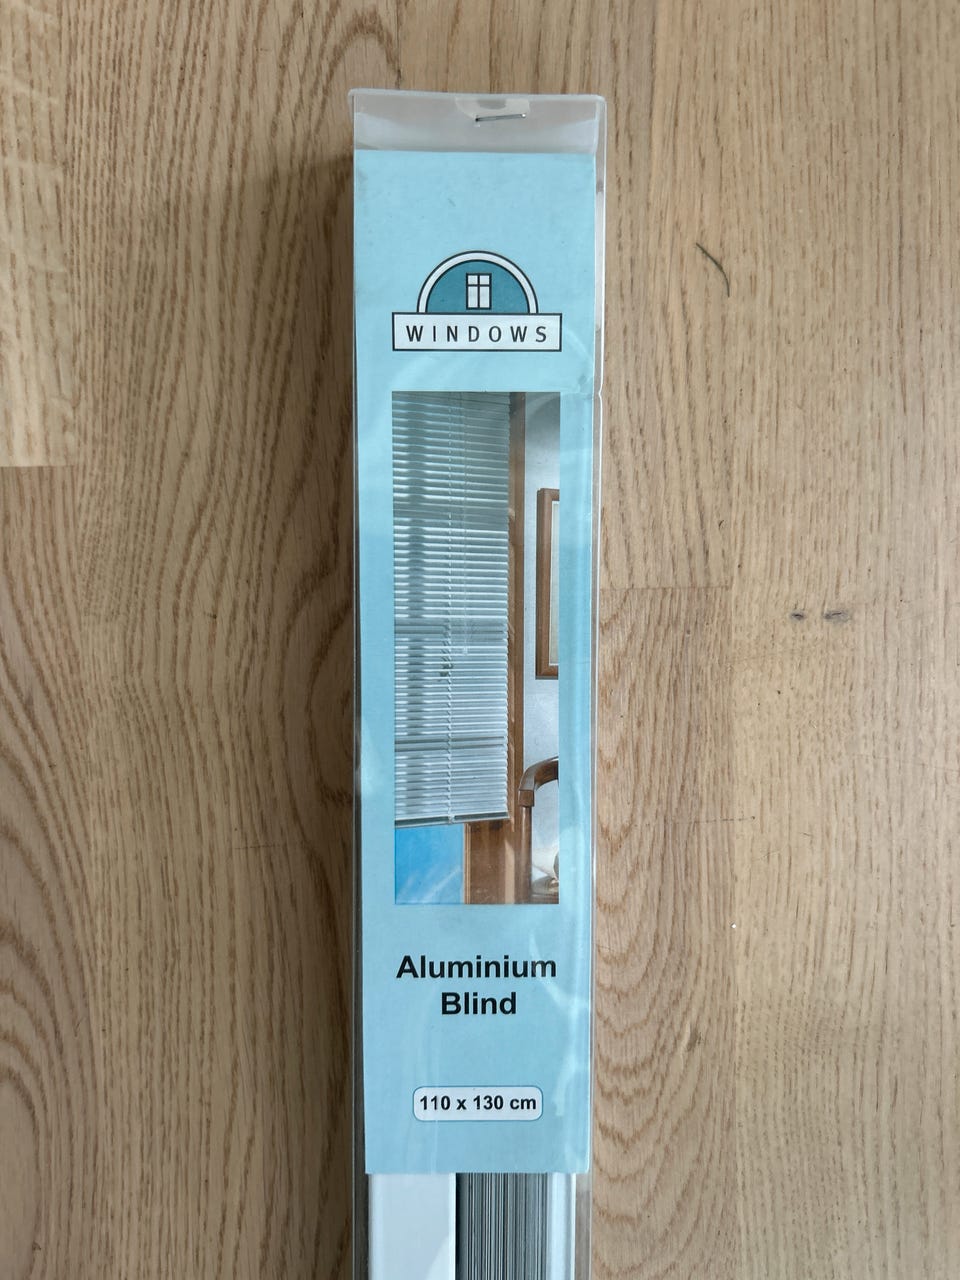 WINDOWS
Aluminium
Blind
110 x 130 cm